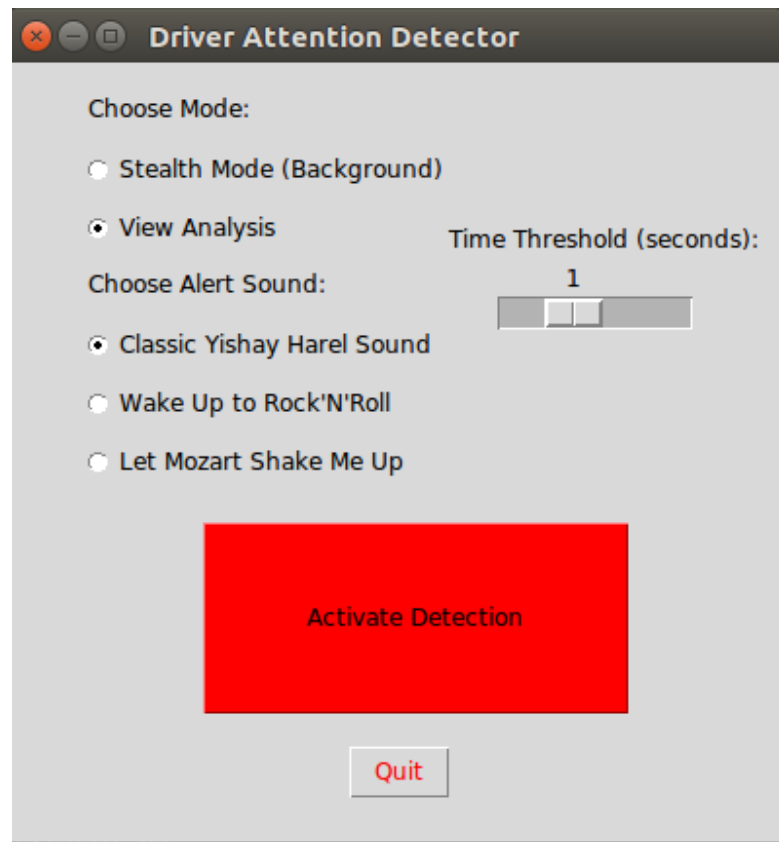 Driver Attention Detector
Choose Mode:
Stealth Mode (Background)
View Analysis
Time Threshold (seconds):
1
Choose Alert Sound:
Classic Yishay Harel Sound
Wake Up to Rock'N'Roll
Let Mozart Shake Me Up
Activate Detection
Quit